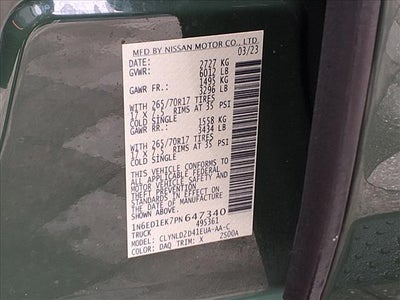 MFD BY NISSAN MOTOR CO., LTD.
DATE: 03/23
GVWR: 2727 KG
6012 LB
GAWR FR.: 1495 KG
3296 LB
WITH 265/70R17 TIRES
17 X 7.5 RIMS AT 35 PSI
COLD SINGLE
GAWR RR.: 1558 KG
3434 LB
WITH 265/70R17 TIRES
17 X 7.5 RIMS AT 35 PSI
COLD SINGLE
THIS VEHICLE CONFORMS TO
ALL APPLICABLE FEDERAL
MOTOR VEHICLE SAFETY AND
THEFT PREVENTION
STANDARDS IN EFFECT ON THE
DATE OF MANUFACTURE
SHOWN ABOVE.
1N6ED1EK7PN647340
TRUCK 495361
MODEL: CLYNLDZD41EUA-AA-C
COLOR: DAQ TRIM: X 2500A